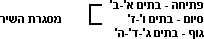 פתיחה - בתים א'-ב'
סיום - בתים ו'-ז'
מסגרת השיר
גוף - בתים ג'-ד'-ה'